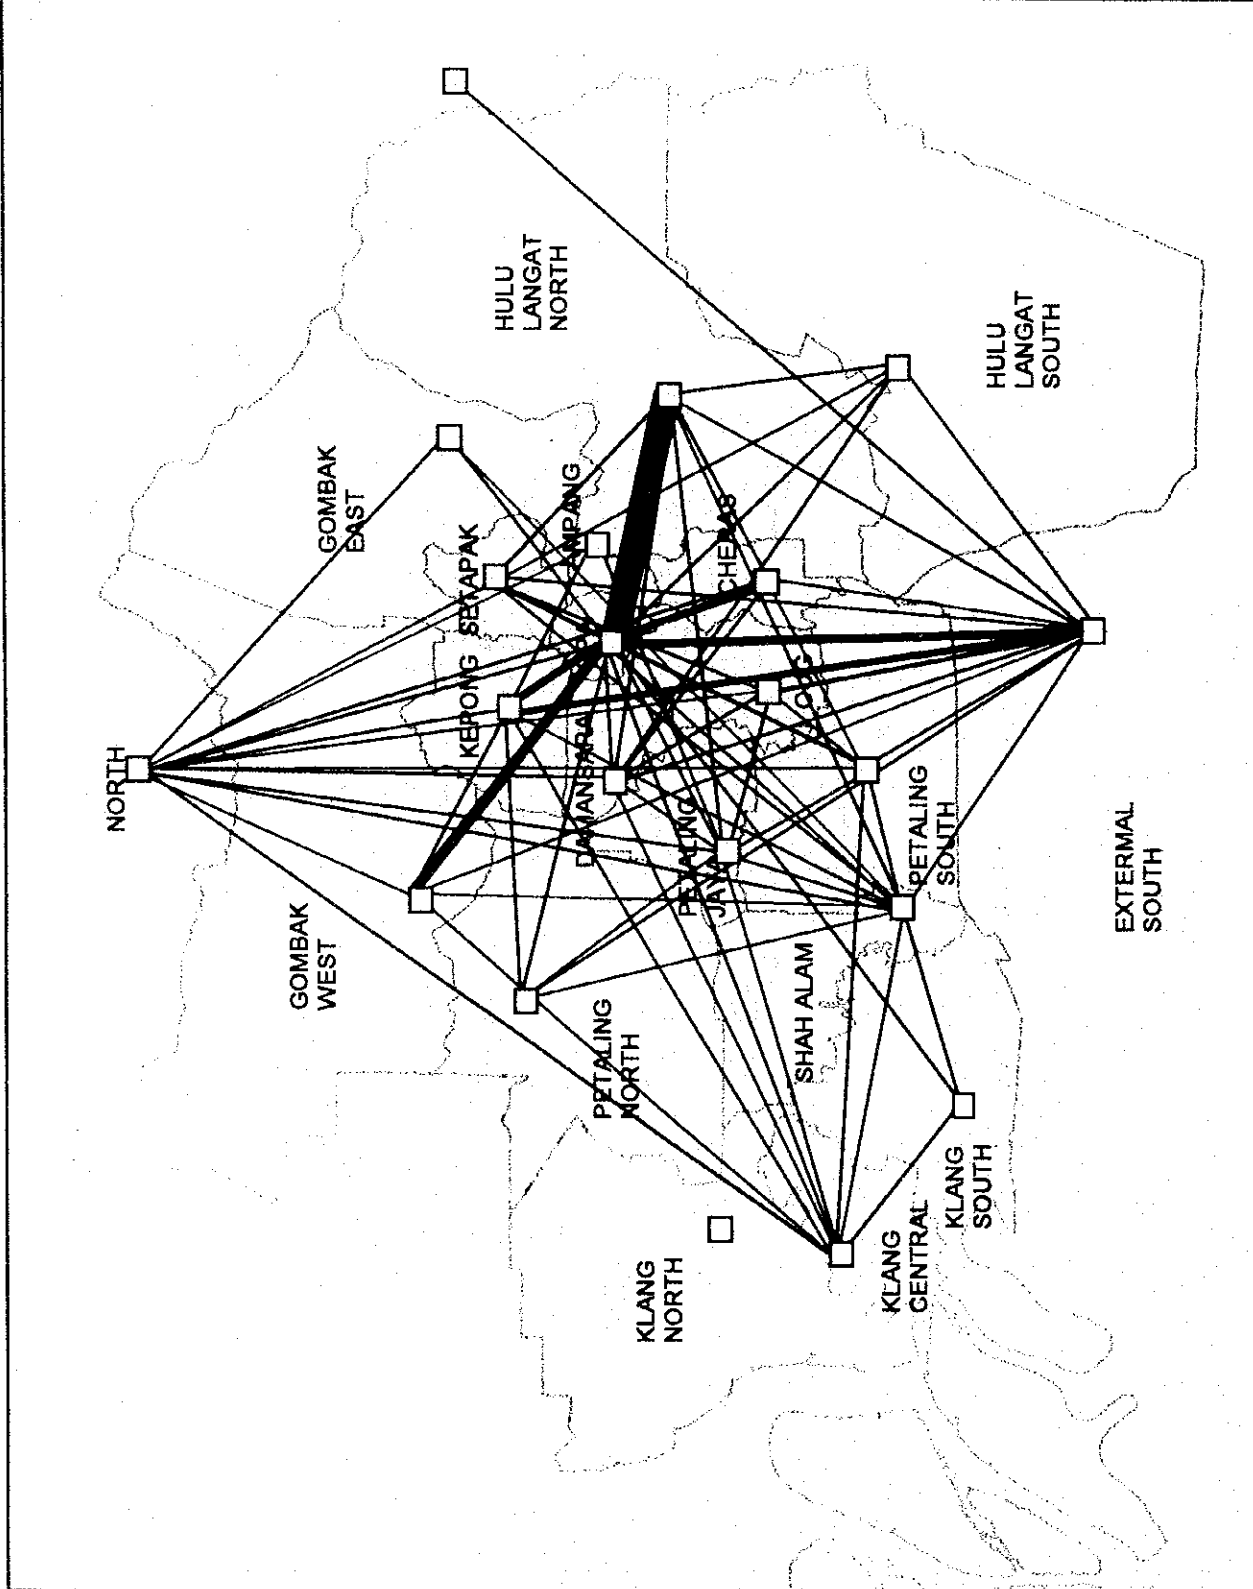 NORTH
GOMBAK
EAST
HULU
LANGAT
NORTH
SETAPAK
AMPANG
KEPONG
GOMBAK
WEST
DAMANSARA
CHERAS
HULU
LANGAT
SOUTH
PETALING
JAYA
PETALING
NORTH
PETALING
SOUTH
SHAH ALAM
EXTERMAL
SOUTH
KLANG
NORTH
KLANG
CENTRAL
KLANG
SOUTH